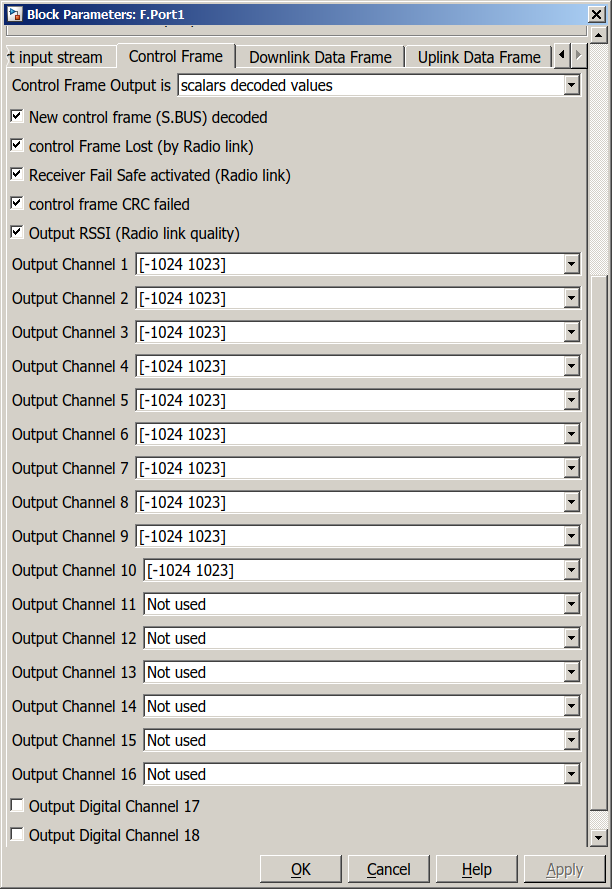 Block Parameters: F.Port1
rt input stream Control Frame Downlink Data Frame Uplink Data Frame
Control Frame Output is scalars decoded values
New control frame (S.BUS) decoded
control Frame Lost (by Radio link)
Receiver Fail Safe activated (Radio link)
control frame CRC failed
Output RSSI (Radio link quality)
Output Channel 1 [-1024 1023]
Output Channel 2 [-1024 1023]
Output Channel 3 [-1024 1023]
Output Channel 4 [-1024 1023]
Output Channel 5 [-1024 1023]
Output Channel 6 [-1024 1023]
Output Channel 7 [-1024 1023]
Output Channel 8 [-1024 1023]
Output Channel 9 [-1024 1023]
Output Channel 10 [-1024 1023]
Output Channel 11 Not used
Output Channel 12 Not used
Output Channel 13 Not used
Output Channel 14 Not used
Output Channel 15 Not used
Output Channel 16 Not used
Output Digital Channel 17
Output Digital Channel 18
OK Cancel Help Apply